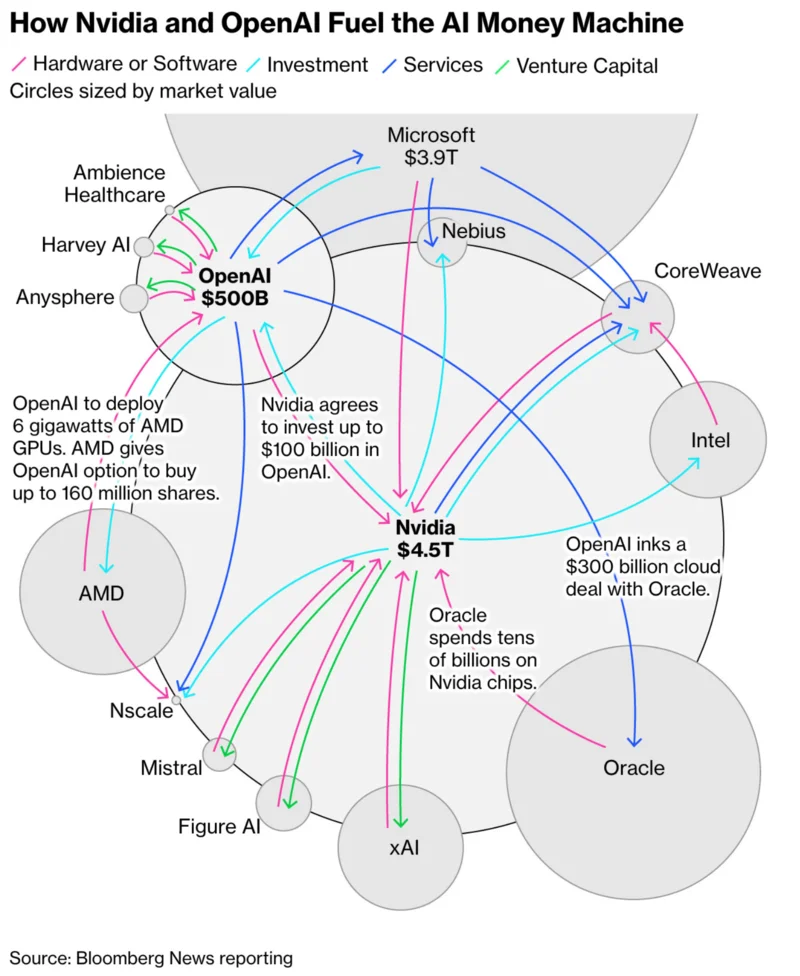 How Nvidia and OpenAI Fuel the AI Money Machine
Hardware or Software Investment Services Venture Capital
Circles sized by market value
Microsoft
$3.9T
Ambience
Healthcare
Harvey AI
Anysphere
OpenAI
$500B
Nebius
CoreWeave
OpenAI to deploy
6 gigawatts of AMD
GPUs. AMD gives
OpenAI option to buy
up to 160 million shares.
Nvidia agrees
to invest up to
$100 billion in
OpenAI.
Intel
Nvidia
$4.5T
OpenAI inks a
$300 billion cloud
deal with Oracle.
AMD
Oracle
spends tens
of billions on
Nvidia chips.
Nscale
Mistral
Figure AI
xAI
Oracle
Source: Bloomberg News reporting